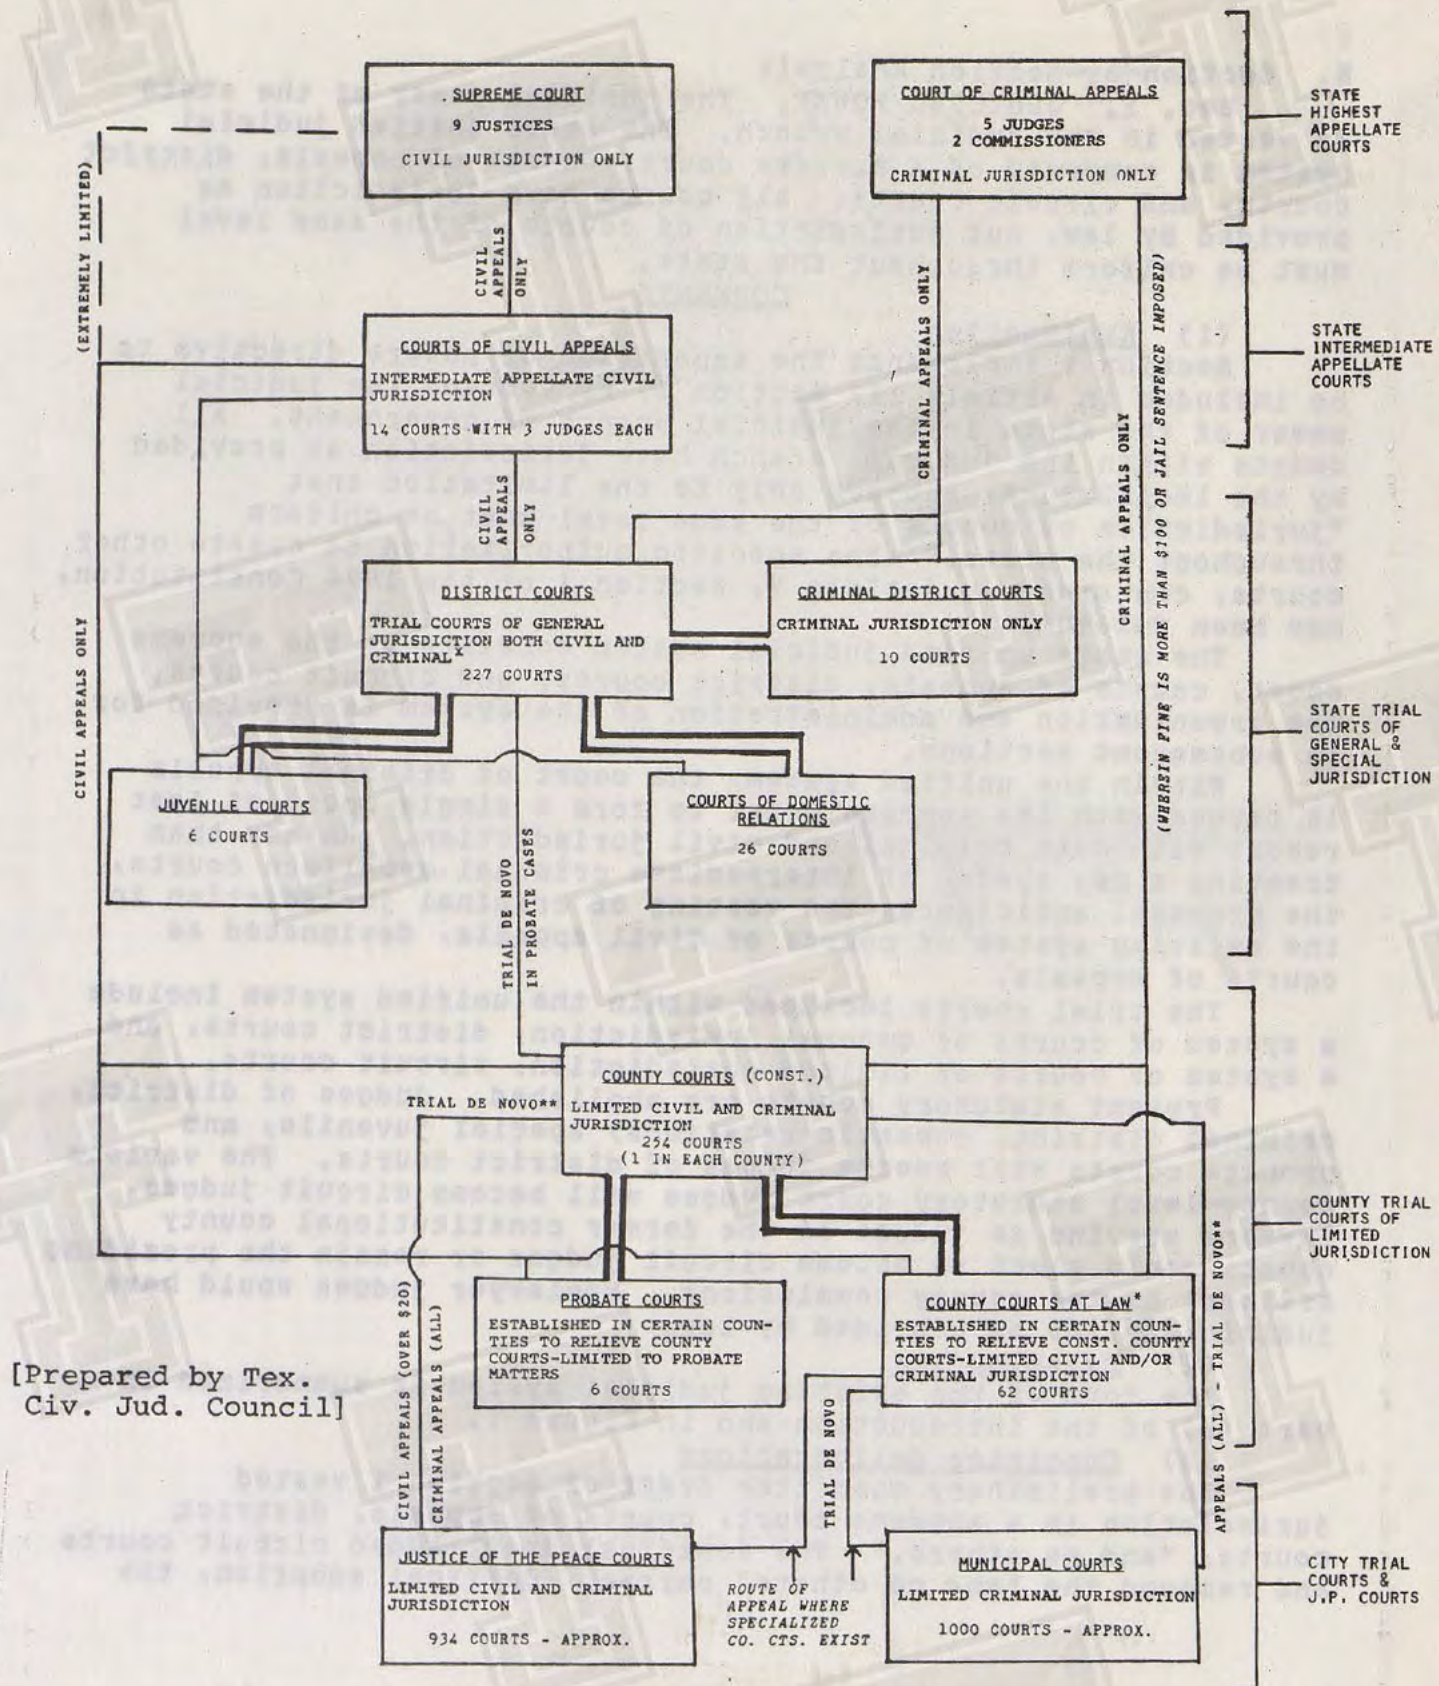 SUPREME COURT
9 JUSTICES
CIVIL JURISDICTION ONLY
COURT OF CRIMINAL APPEALS
5 JUDGES
2 COMMISSIONERS
CRIMINAL JURISDICTION ONLY
STATE
HIGHEST
APPELLATE
COURTS
(EXTREMELY LIMITED)
CIVIL
APPEALS
ONLY
CRIMINAL APPEALS ONLY
CRIMINAL APPEALS ONLY
(WHEREIN FINE IS MORE THAN $100 OR JAIL SENTENCE IMPOSED)
COURTS OF CIVIL APPEALS
INTERMEDIATE APPELLATE CIVIL
JURISDICTION
14 COURTS WITH 3 JUDGES EACH
STATE
INTERMEDIATE
APPELLATE
COURTS
CIVIL
APPEALS
ONLY
DISTRICT COURTS
TRIAL COURTS OF GENERAL
JURISDICTION BOTH CIVIL AND
CRIMINAL*
227 COURTS
CRIMINAL DISTRICT COURTS
CRIMINAL JURISDICTION ONLY
10 COURTS
CIVIL APPEALS ONLY
STATE TRIAL
COURTS OF
GENERAL &
SPECIAL
JURISDICTION
JUVENILE COURTS
6 COURTS
COURTS OF DOMESTIC
RELATIONS
26 COURTS
TRIAL DE NOVO
IN PROBATE CASES
COUNTY COURTS (CONST.)
LIMITED CIVIL AND CRIMINAL
JURISDICTION
254 COURTS
(1 IN EACH COUNTY)
TRIAL DE NOVO**
COUNTY TRIAL
COURTS OF
LIMITED
JURISDICTION
PROBATE COURTS
ESTABLISHED IN CERTAIN COUN-
TIES TO RELIEVE COUNTY
COURTS-LIMITED TO PROBATE
MATTERS
6 COURTS
COUNTY COURTS AT LAW*
ESTABLISHED IN CERTAIN COUN-
TIES TO RELIEVE CONST. COUNTY
COURTS-LIMITED CIVIL AND/OR
CRIMINAL JURISDICTION
62 COURTS
[Prepared by Tex.
Civ. Jud. Council]
CIVIL APPEALS (OVER $20)
CRIMINAL APPEALS (ALL)
TRIAL DE NOVO
APPEALS (ALL) - TRIAL DE NOVO**
JUSTICE OF THE PEACE COURTS
LIMITED CIVIL AND CRIMINAL
JURISDICTION
934 COURTS - APPROX.
ROUTE OF
APPEAL WHERE
SPECIALIZED
CO. CTS. EXIST
MUNICIPAL COURTS
LIMITED CRIMINAL JURISDICTION
1000 COURTS - APPROX.
CITY TRIAL
COURTS &
J.P. COURTS